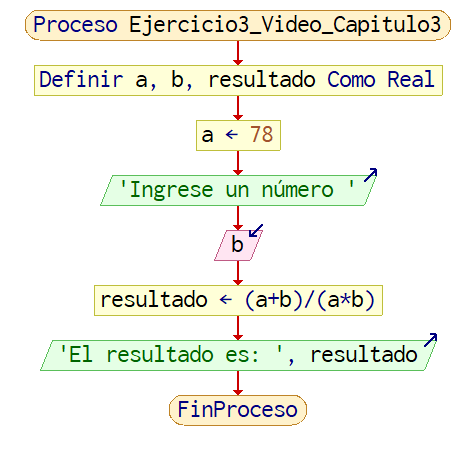 Proceso Ejercicio3_Video_Capitulo3
Definir a, b, resultado Como Real
a ← 78
'Ingrese un número '
b
resultado ← (a+b)/(a*b)
'El resultado es: ', resultado
FinProceso